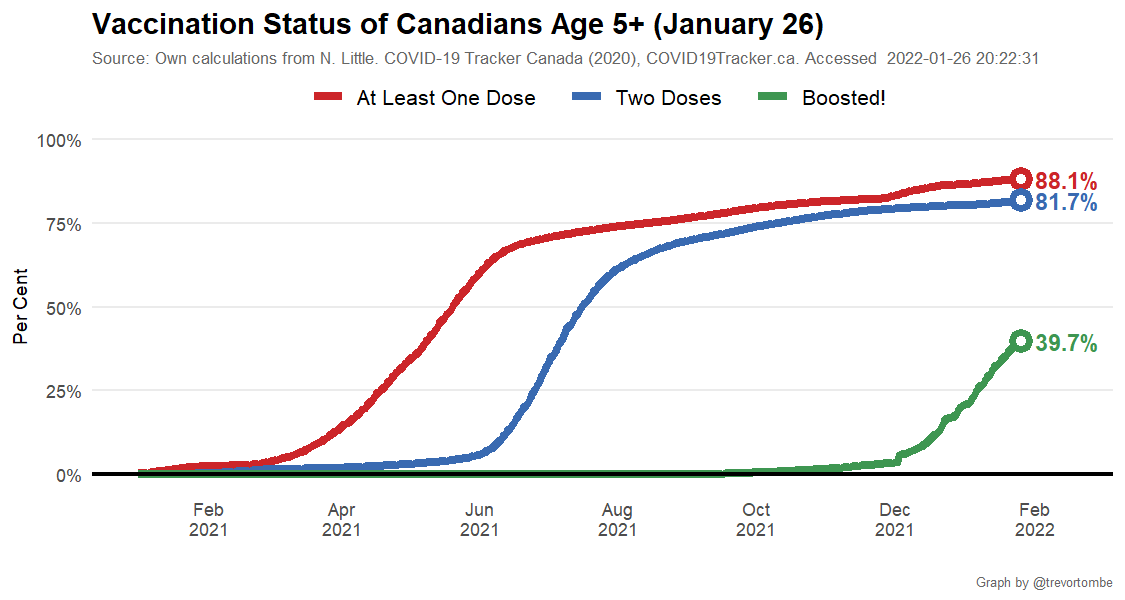 Vaccination Status of Canadians Age 5+ (January 26)
Source: Own calculations from N. Little. COVID-19 Tracker Canada (2020), COVID19Tracker.ca. Accessed  2022-01-26 20:22:31
At Least One Dose Two Doses Boosted!
Per Cent
100%
75%
50%
25%
0%
88.1%
81.7%
39.7%
Feb Apr Jun Aug Oct Dec Feb
2021 2021 2021 2021 2021 2021 2022
Graph by @trevortombe